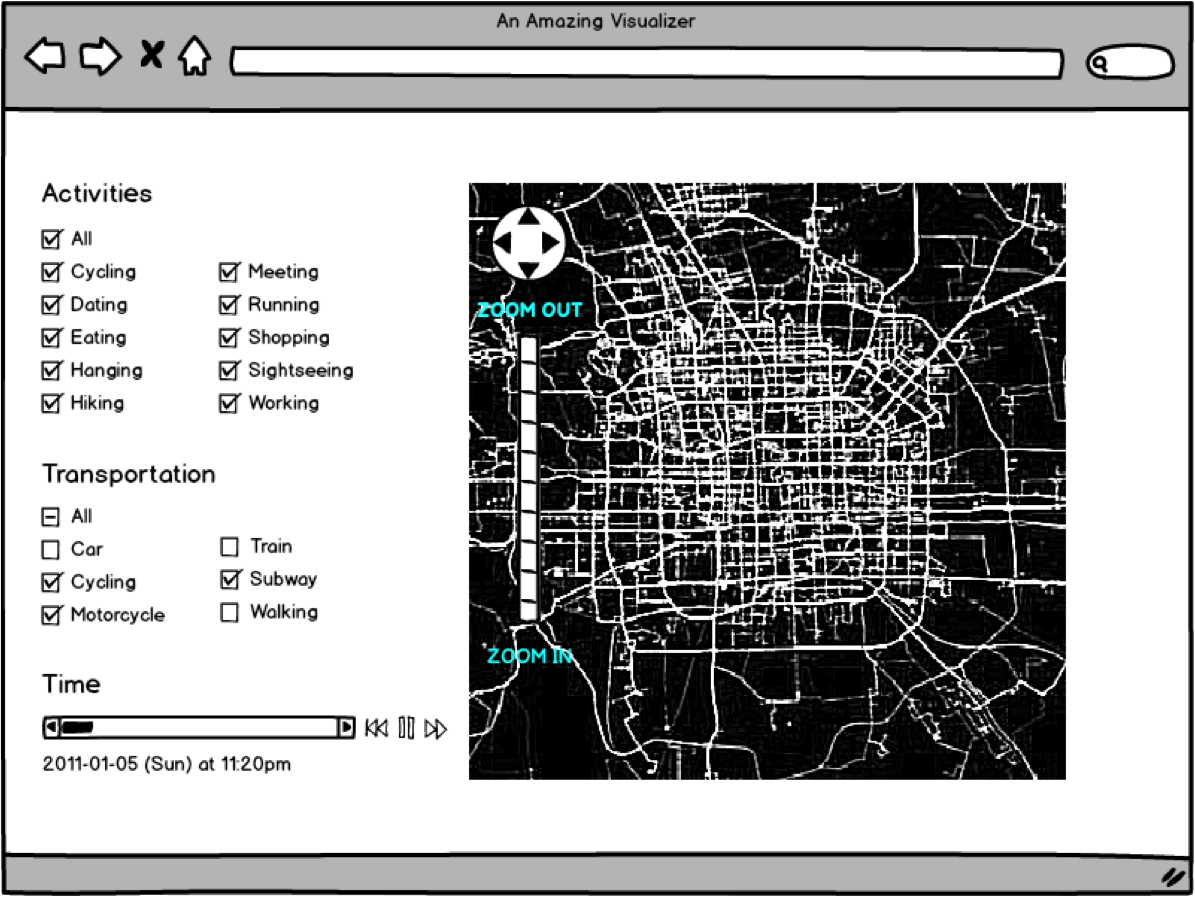 An Amazing Visualizer
Activities
All
Cycling
Meeting
Dating
Running
Eating
Shopping
Hanging
Sightseeing
Hiking
Working
Transportation
All
Car
Train
Cycling
Subway
Motorcycle
Walking
Time
2011-01-05 (Sun) at 11:20pm
ZOOM OUT
ZOOM IN